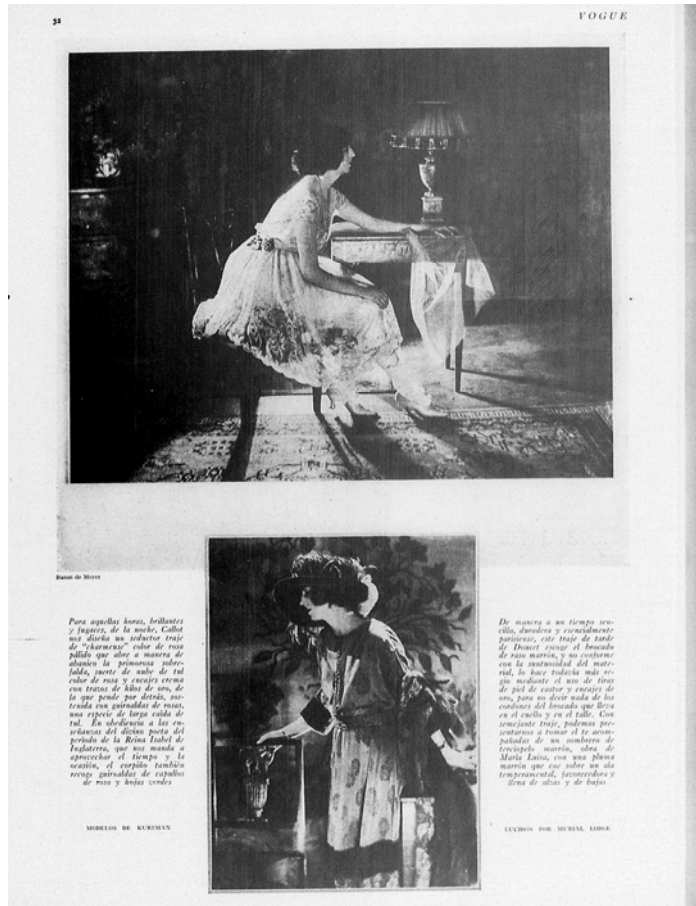 32
VOGUE
Baron de Meyer
Para aquellas horas, brillantes
y fugaces, de la noche, Callot
nos diseña un seductor traje
de "charmeuse" color de rosa
pálido que abre a manera de
abanico la primorosa sobre-
falda, suerte de nube de tul
color de rosa y encajes crema
con trazos de hilos de oro, de
la que pende por detrás, sos-
tenida con guirnaldas de rosas,
una especie de larga caída de
tul. En obediencia a las en-
señanzas del divino poeta del
período de la Reina Isabel de
Inglaterra, que nos manda a
aprovechar el tiempo y la
ocasión, el corpiño también
recoge guirnaldas de capullos
de rosa y hojas verdes
MODELOS DE KURZMAN
De manera a un tiempo sen-
cilla, duradera y esencialmente
parisiense, este traje de tarde
de Doucet escoge el brocado
de raso marrón, y no conforme
con la suntuosidad del mate-
rial, lo hace todavía más re-
gio mediante el uso de tiras
de piel de castor y encajes de
oro, para no decir nada de los
cordones del brocado que lleva
en el cuello y en el talle. Con
semejante traje, podemos pre-
sentarnos a tomar el te acom-
pañadas de un sombrero de
terciopelo marrón, obra de
María Luisa, con una pluma
marrón que cae sobre un ala
temperamental, favorecedora y
llena de alzas y de bajas
LUCIDOS POR MURIEL LODGE